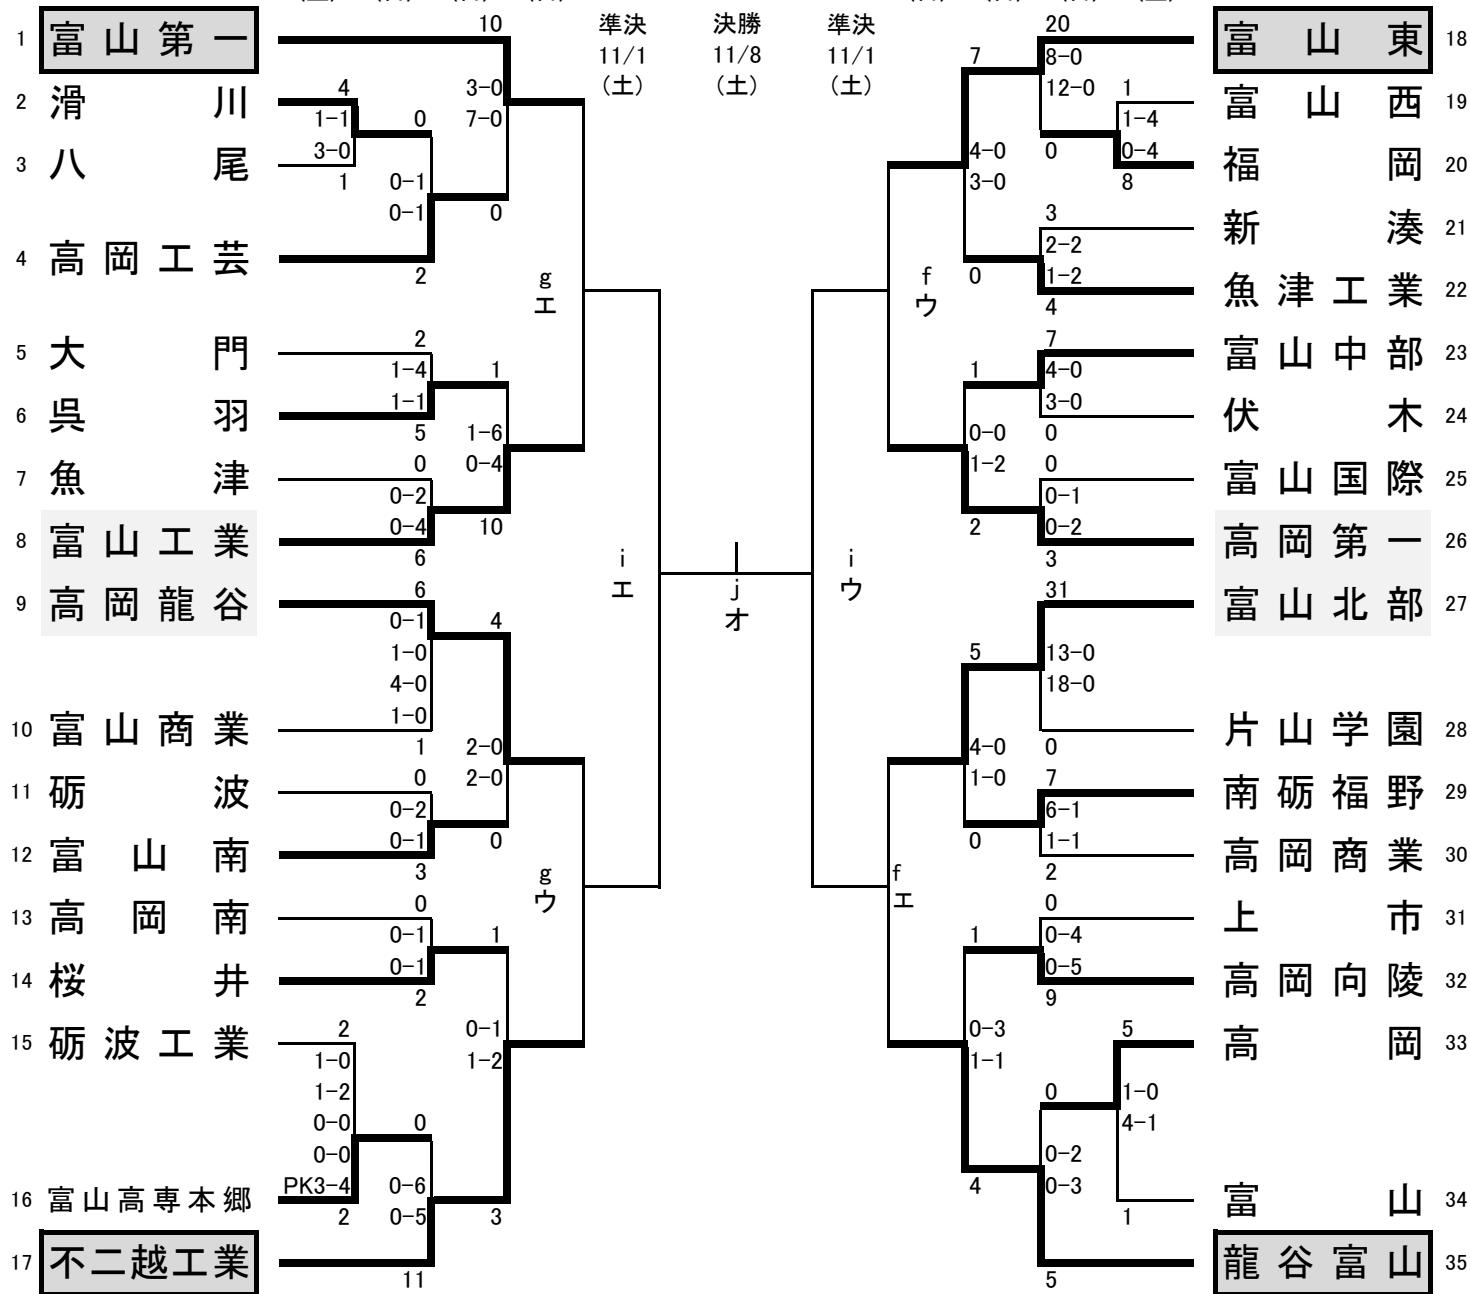 準決
11/1
(土)
決勝
11/8
(土)
準決
11/1
(土)
1 富山第一
2 滑川
3 八尾
4 高岡工芸
5 大門
6 呉羽
7 魚津
8 富山工業
9 高岡龍谷
10 富山商業
11 砺波
12 富山南
13 高岡南
14 桜井
15 砺波工業
16 富山高専本郷
17 不二越工業
10
3-0
7-0
0
4
1-1
3-0
1
0
0-1
0-1
2
2
1-4
1-1
5
1
1-6
0-4
10
0
0-2
0-4
6
6
0-1
1-0
4-0
1-0
1
4
2-0
2-0
0
0
0-2
0-1
3
0
0-1
0-1
2
1
0-1
1-2
3
2
1-0
1-2
0-0
0-0
PK3-4
2
0
0-6
0-5
11
g
エ
g
ウ
i
エ
j
オ
i
ウ
f
ウ
f
エ
20
8-0
12-0
0
1
1-4
0-4
8
7
4-0
3-0
0
3
2-2
1-2
4
7
4-0
3-0
0
1
0-0
1-2
2
0
0-1
0-2
3
31
13-0
18-0
0
5
4-0
1-0
0
7
6-1
1-1
2
0
0-4
0-5
9
1
0-3
1-1
4
5
1-0
4-1
1
0
0-2
0-3
5
富山東 18
富山西 19
福岡 20
新湊 21
魚津工業 22
富山中部 23
伏木 24
富山国際 25
高岡第一 26
富山北部 27
片山学園 28
南砺福野 29
高岡商業 30
上市 31
高岡向陵 32
高岡 33
富山 34
龍谷富山 35